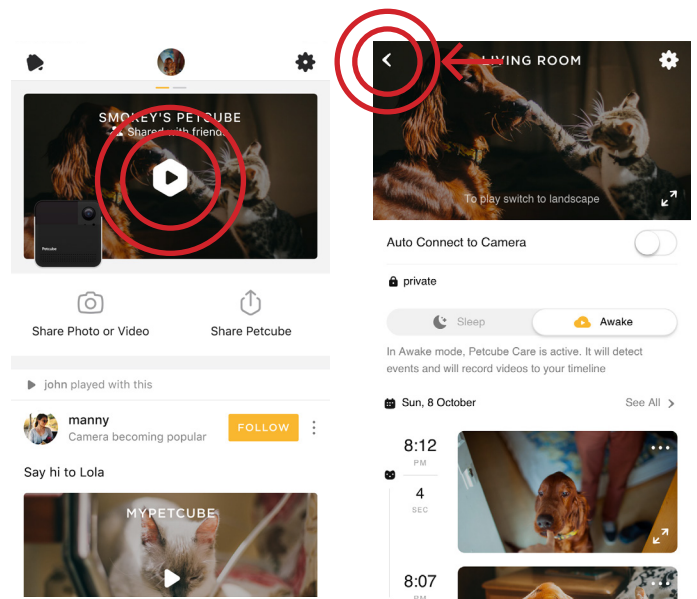 SMOKEY'S PETCUBE
Shared with friends
Petcube
Share Photo or Video
Share Petcube
john played with this
manny
Camera becoming popular
FOLLOW
Say hi to Lola
MYPETCUBE
LIVING ROOM
To play switch to landscape
Auto Connect to Camera
private
Sleep
Awake
In Awake mode, Petcube Care is active. It will detect
events and will record videos to your timeline
Sun, 8 October
See All
8:12
PM
4
SEC
8:07
PM